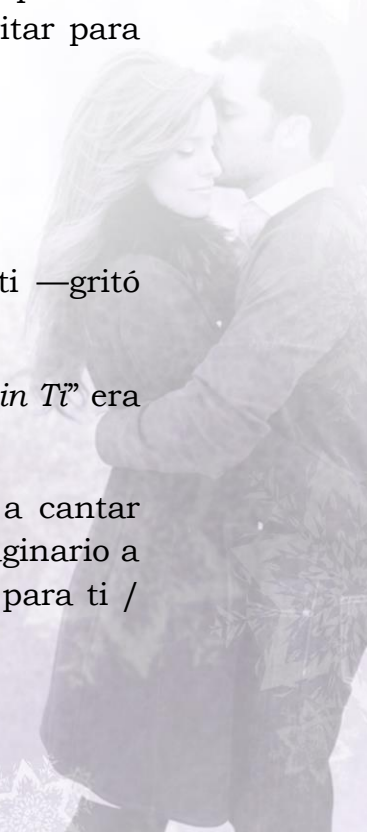 itar para
ti —gritó
in Ti” era
a cantar
ginario a
para ti /